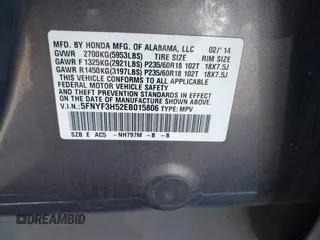 MFD. BY HONDA MFG. OF ALABAMA, LLC 02/'14
GVWR 2700KG(5953LBS) TIRE SIZE RIM SIZE
GAWR F 1325KG(2921LBS) P235/60R18 102T 18X7.5J
GAWR R1450KG(3197LBS) P235/60R18 102T 18X7.5J
THIS VEHICLE CONFORMS TO ALL APPLICABLE
FEDERAL MOTOR VEHICLE SAFETY AND THEFT
PREVENTION STANDARDS IN EFFECT ON THE
DATE OF MANUFACTURE SHOWN ABOVE.
V.I.N.:5FNYF3H52EB015806 TYPE: MPV
SZB E AC5 -NH797M -B -B
DREAMBID